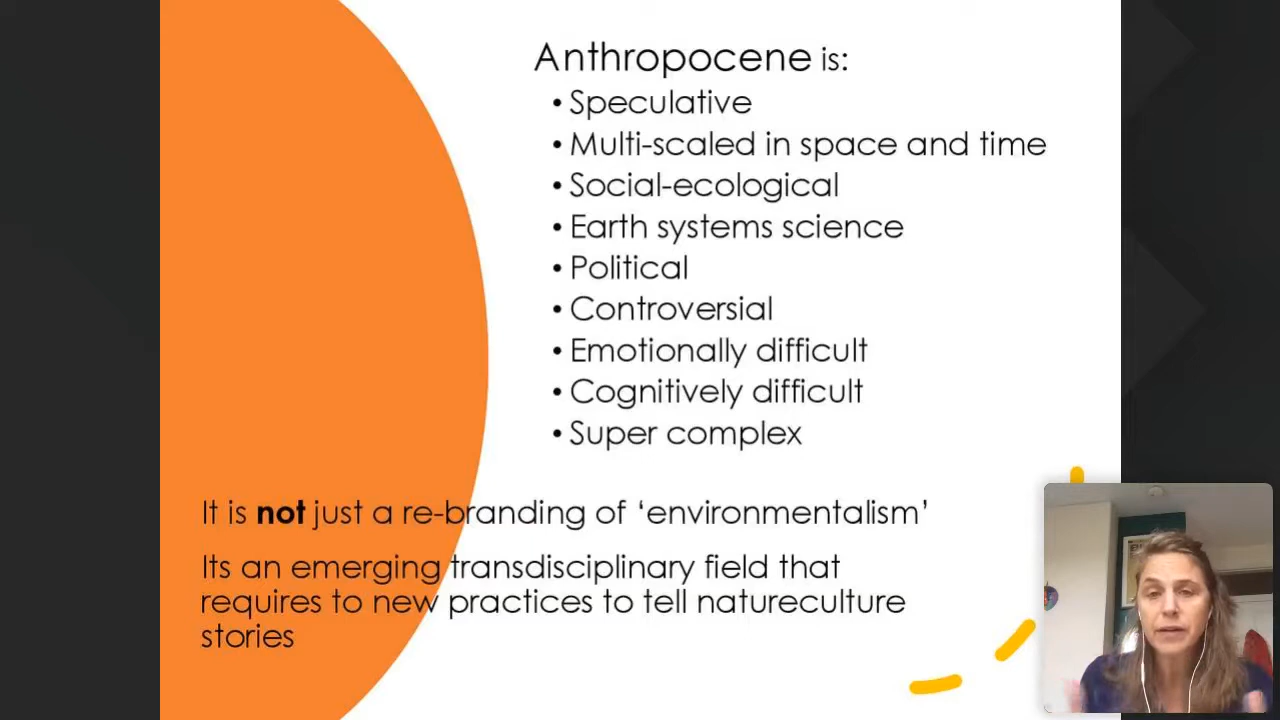 Anthropocene is:
• Speculative
• Multi-scaled in space and time
• Social-ecological
• Earth systems science
• Political
• Controversial
• Emotionally difficult
• Cognitively difficult
• Super complex
It is not just a re-branding of ‘environmentalism’
Its an emerging transdisciplinary field that
requires to new practices to tell natureculture
stories